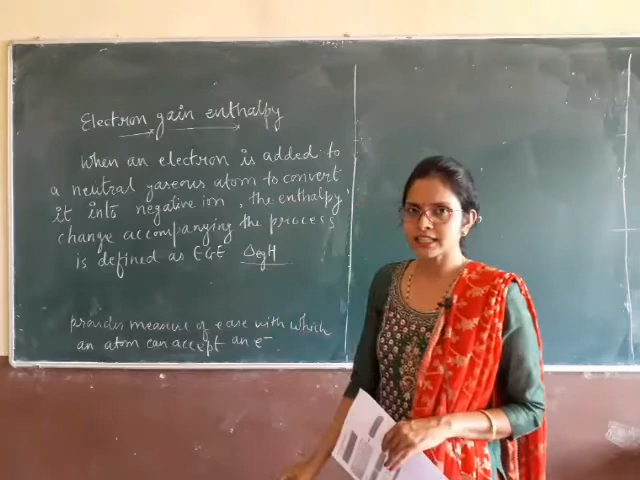 Electron gain enthalpy
When an electron is added to
a neutral gaseous atom to convert
it into negative ion, the enthalpy
change accompanying the process
is defined as EGE ΔegH
provides measure of ease with which
an atom can accept an e⁻